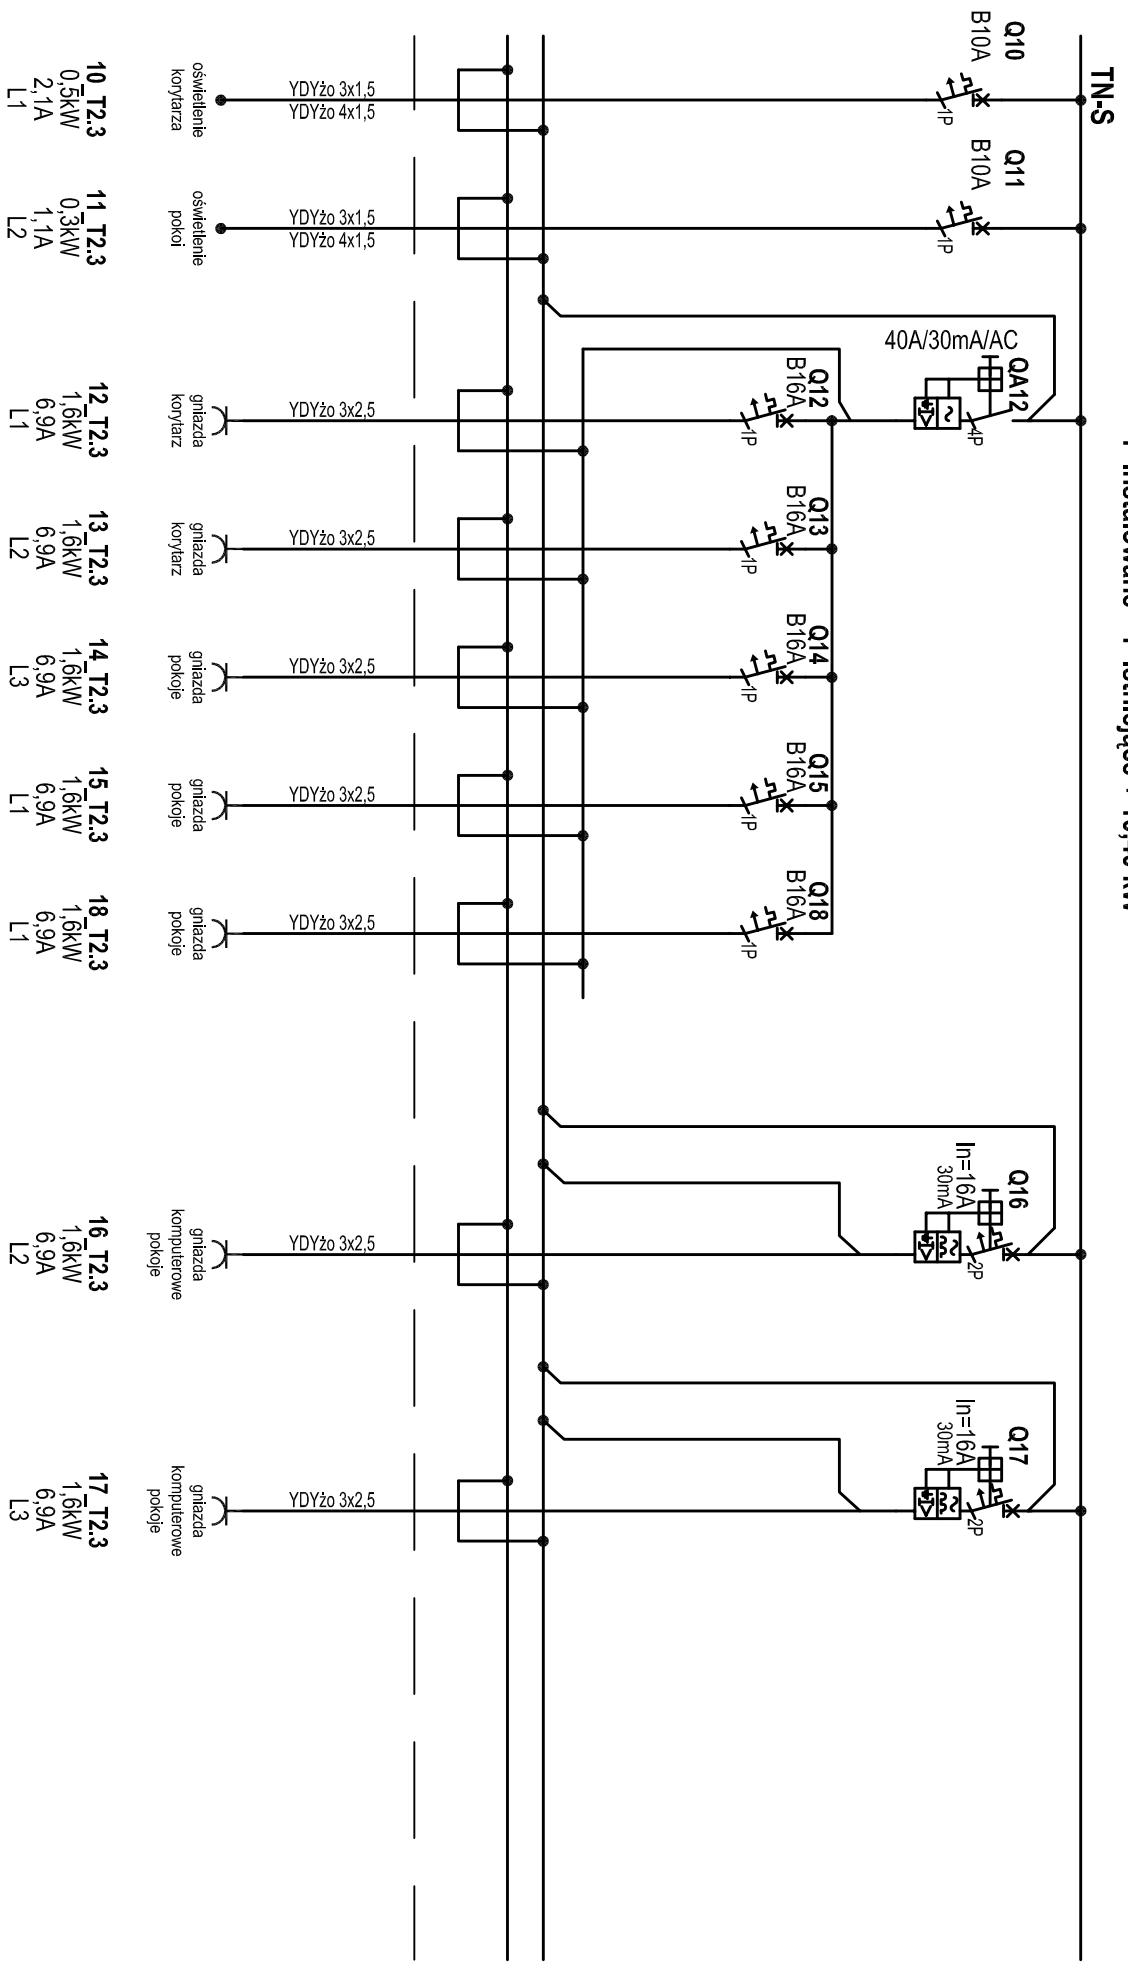 TN-S
Q10
B10A
1P
YDYżo 3x1,5
YDYżo 4x1,5
oświetlenie
korytarza
10_T2.3
0,5kW
2,1A
L1
Q11
B10A
1P
YDYżo 3x1,5
YDYżo 4x1,5
oświetlenie
pokoi
11_T2.3
0,3kW
1,1A
L2
QA12
40A/30mA/AC
4P
Q12
B16A
1P
YDYżo 3x2,5
gniazda
korytarz
12_T2.3
1,6kW
6,9A
L1
Q13
B16A
1P
YDYżo 3x2,5
gniazda
korytarz
13_T2.3
1,6kW
6,9A
L2
Q14
B16A
1P
YDYżo 3x2,5
gniazda
pokoje
14_T2.3
1,6kW
6,9A
L3
Q15
B16A
1P
YDYżo 3x2,5
gniazda
pokoje
15_T2.3
1,6kW
6,9A
L1
Q18
B16A
1P
YDYżo 3x2,5
gniazda
pokoje
18_T2.3
1,6kW
6,9A
L1
Q16
In=16A
30mA
2P
YDYżo 3x2,5
gniazda
komputerowe
pokoje
16_T2.3
1,6kW
6,9A
L2
Q17
In=16A
30mA
2P
YDYżo 3x2,5
gniazda
komputerowe
pokoje
17_T2.3
1,6kW
6,9A
L3